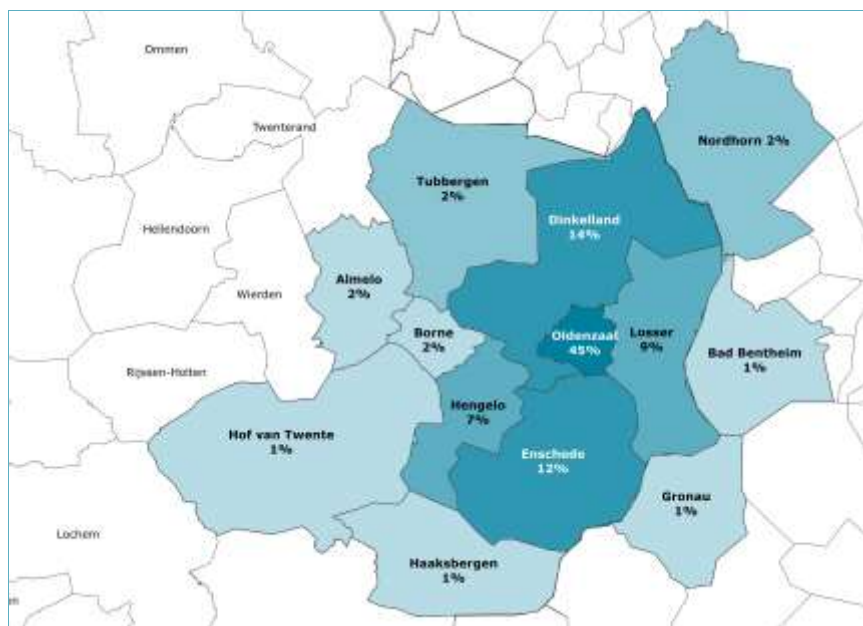 Ommen
Twenterand
Nordhorn 2%
Tubbergen
2%
Dinkelland
14%
Hellendoorn
Almelo
2%
Wierden
Borne
2%
Oldenzaal
45%
Losser
9%
Bad Bentheim
1%
Rijssen-Holten
Hengelo
7%
Hof van Twente
1%
Enschede
12%
Gronau
1%
Lochem
Haaksbergen
1%
en